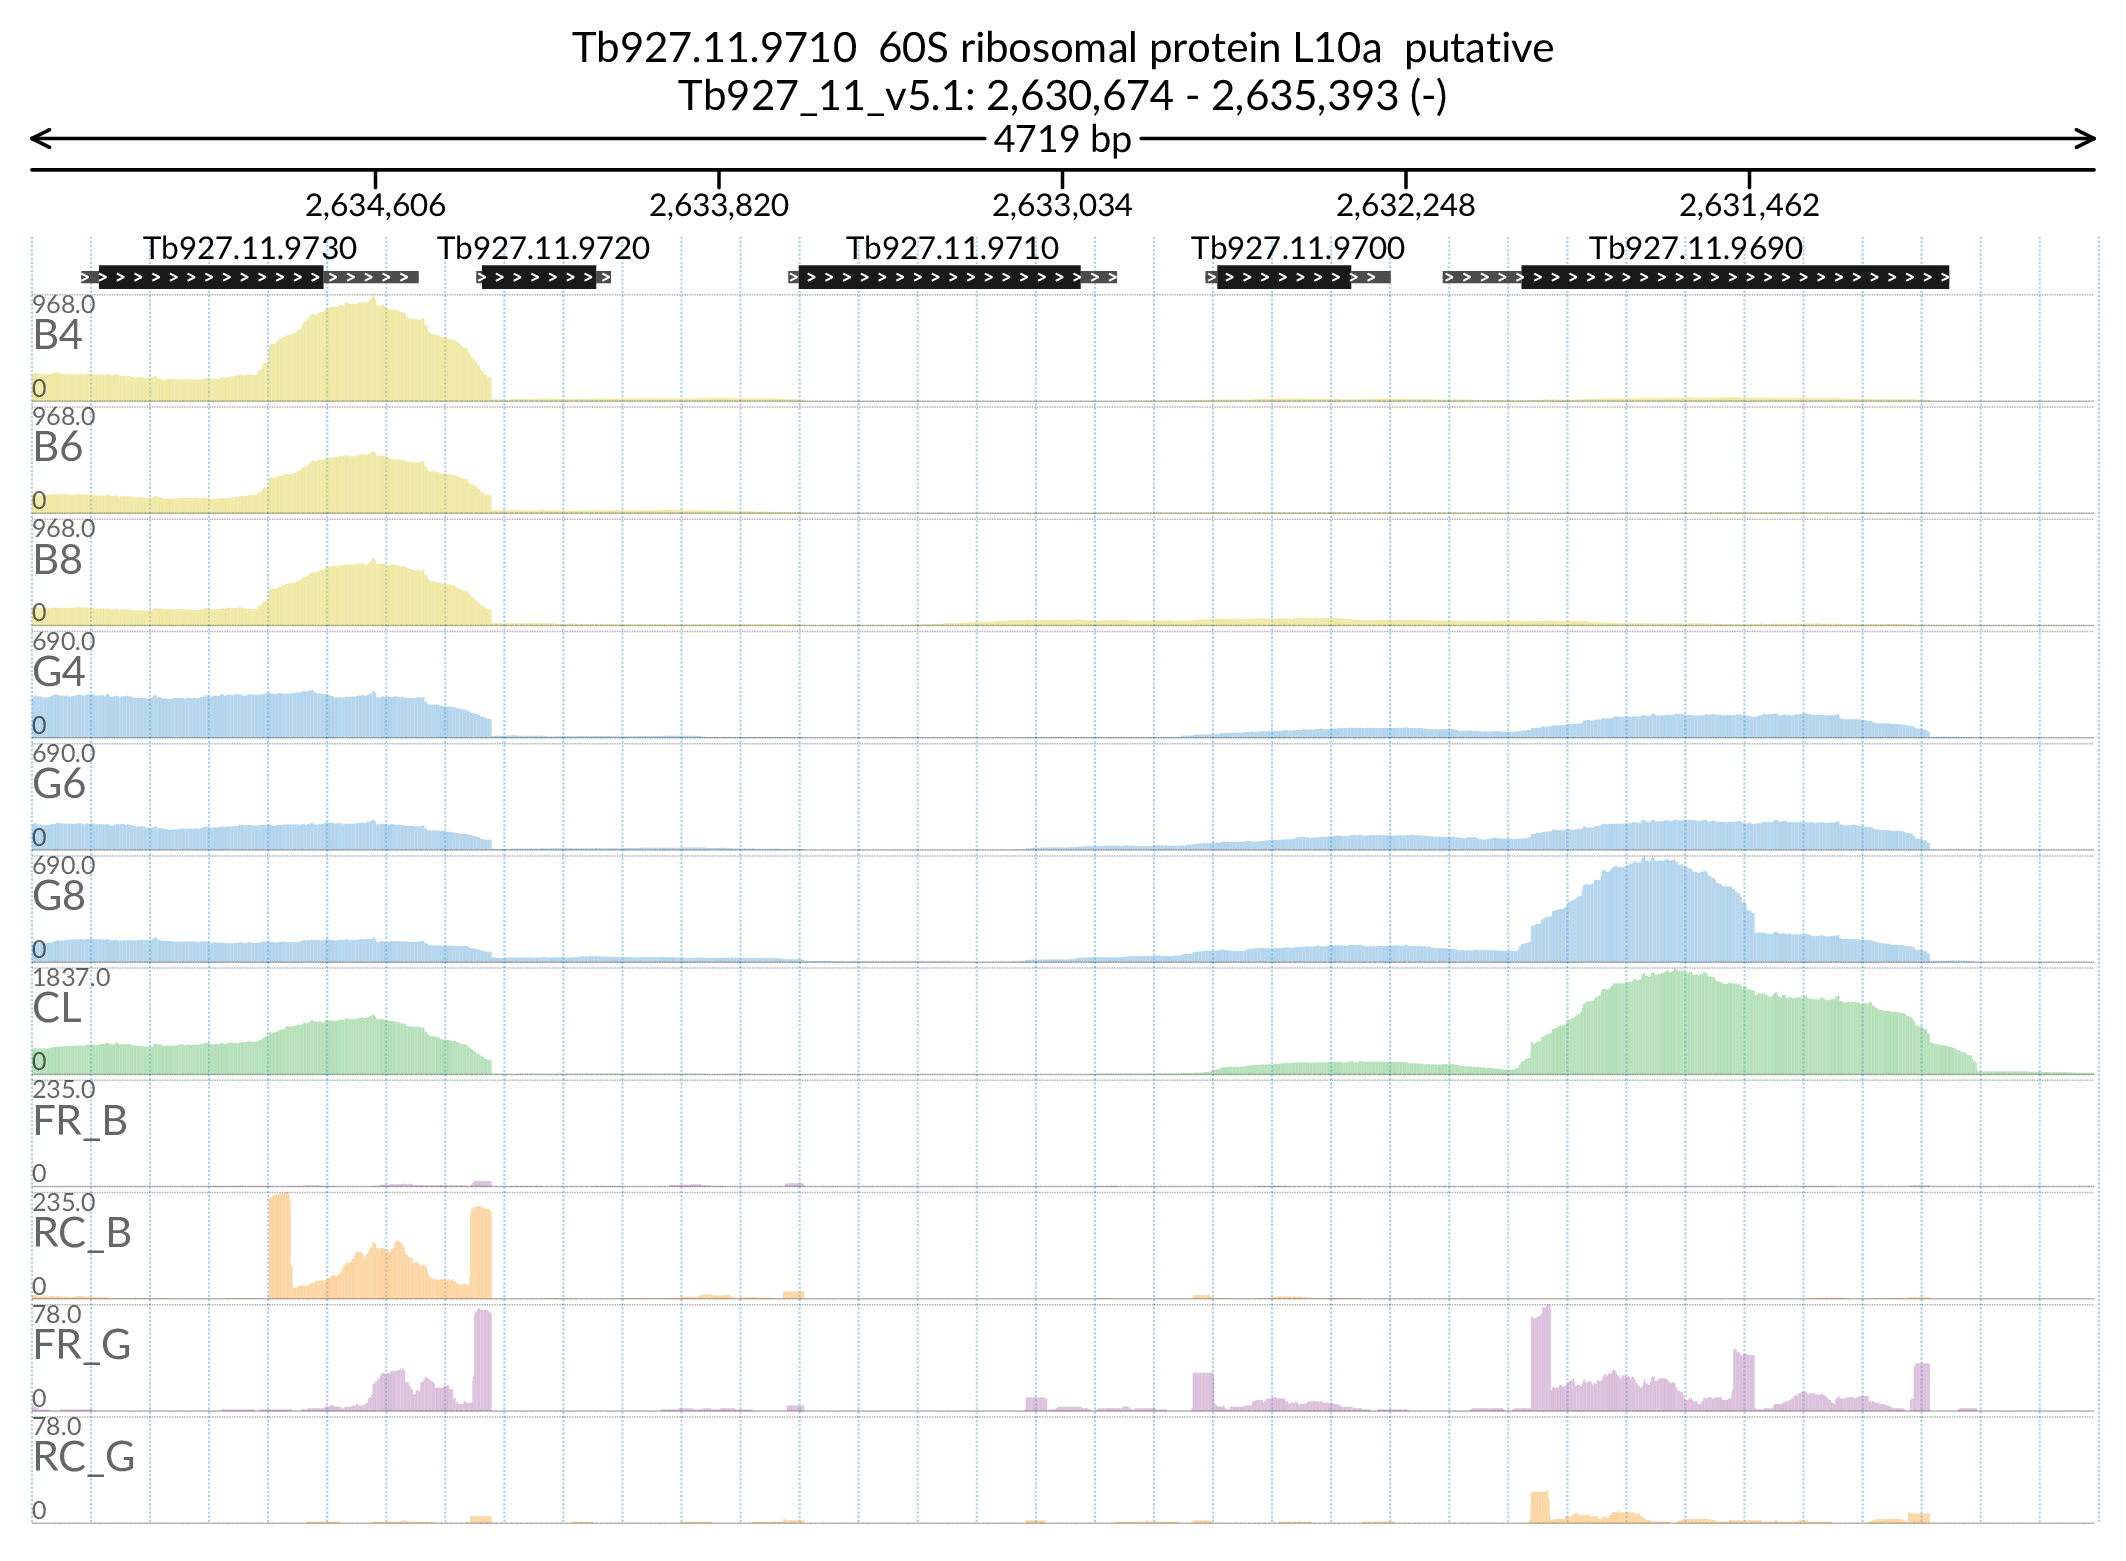 Tb927.11.9710  60S ribosomal protein L10a  putative
Tb927_11_v5.1: 2,630,674 - 2,635,393 (-)
4719 bp
2,634,606 2,633,820 2,633,034 2,632,248 2,631,462
Tb927.11.9730 Tb927.11.9720 Tb927.11.9710 Tb927.11.9700 Tb927.11.9690
968.0
B4
0
968.0
B6
0
968.0
B8
0
690.0
G4
0
690.0
G6
0
690.0
G8
0
1837.0
CL
0
235.0
FR_B
0
235.0
RC_B
0
78.0
FR_G
0
78.0
RC_G
0